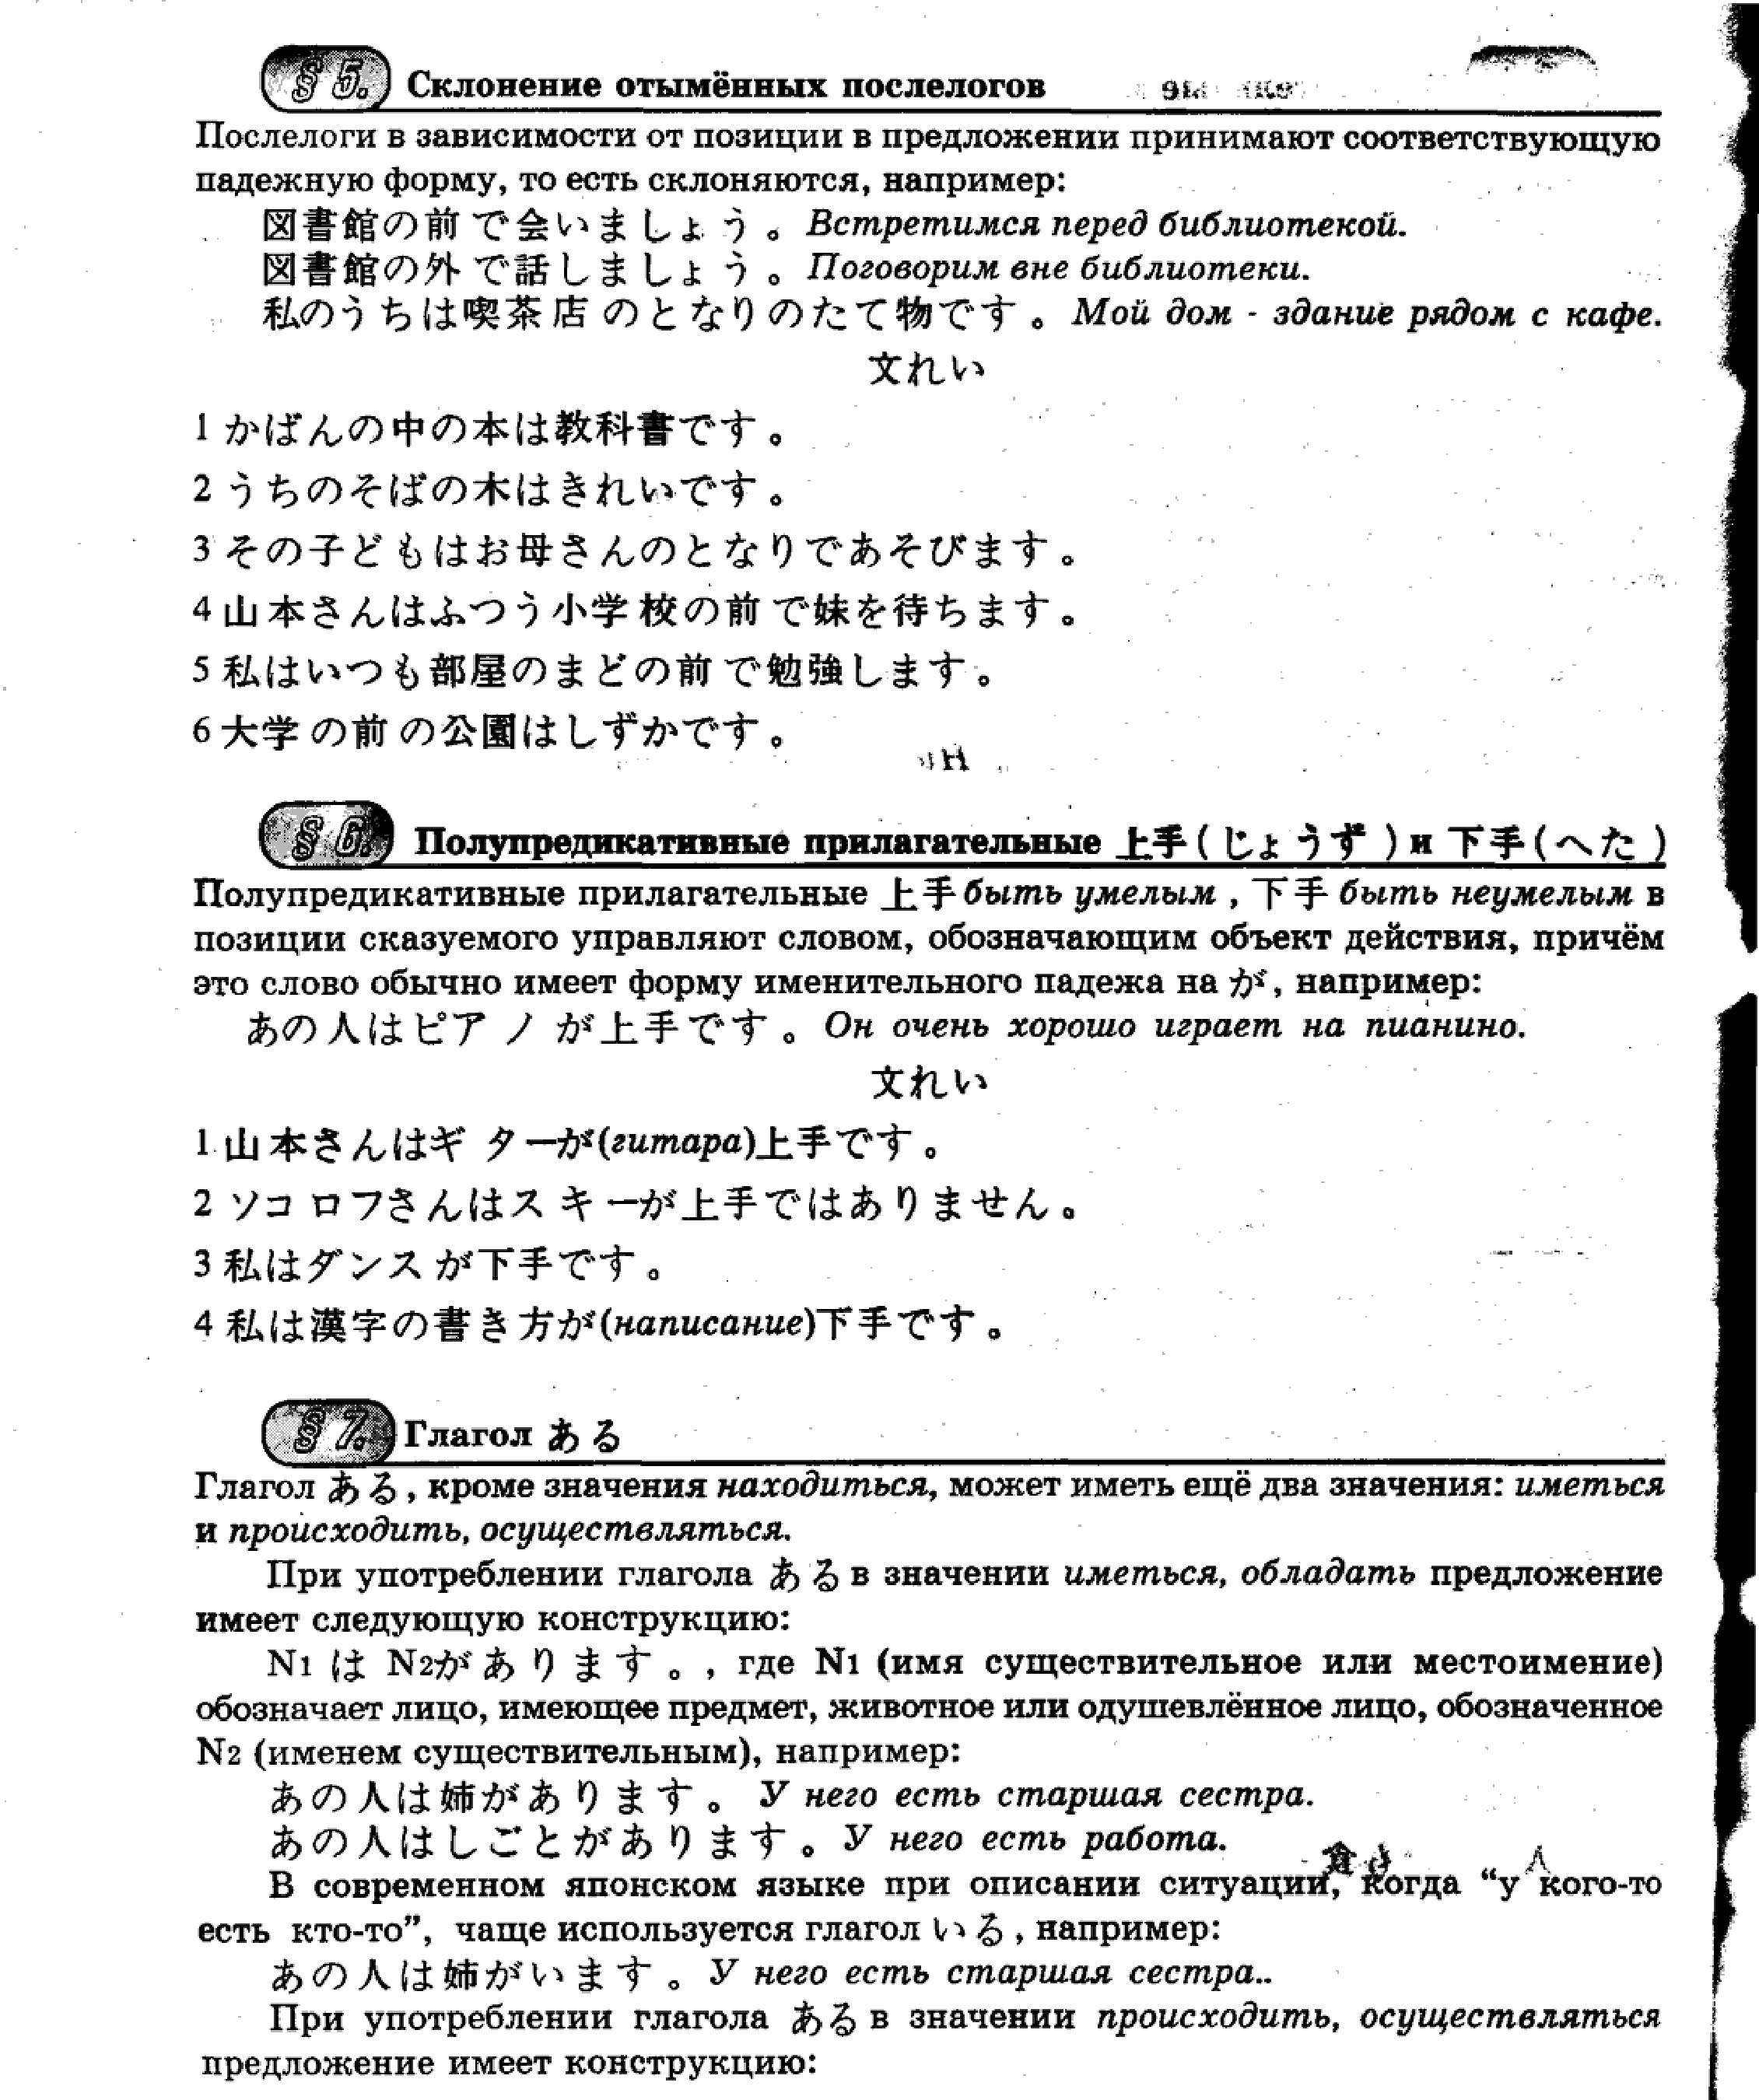 § 5. Склонение отымённых послелогов
Послелоги в зависимости от позиции в предложении принимают соответствующую
падежную форму, то есть склоняются, например:
図書館の前で会いましょう。Встретимся перед библиотекой.
図書館の外で話しましょう。Поговорим вне библиотеки.
私のうちは喫茶店のとなりのたて物です。Мой дом - здание рядом с кафе.
文れい
1 かばんの中の本は教科書です。
2 うちのそばの木はきれいです。
3 その子どもはお母さんのとなりであそびます。
4 山本さんはふつう小学校の前で妹を待ちます。
5 私はいつも部屋のまどの前で勉強します。
6 大学の前の公園はしずかです。
§ 6. Полупредикативные прилагательные 上手(じょうず)и 下手(へた)
Полупредикативные прилагательные 上手 быть умелым, 下手 быть неумелым в
позиции сказуемого управляют словом, обозначающим объект действия, причём
это слово обычно имеет форму именительного падежа на が, например:
あの人はピアノが上手です。Он очень хорошо играет на пианино.
文れい
1 山本さんはギターが(гитара)上手です。
2 ソコロフさんはスキーが上手ではありません。
3 私はダンスが下手です。
4 私は漢字の書き方が(написание)下手です。
§ 7. Глагол ある
Глагол ある, кроме значения находиться, может иметь ещё два значения: иметься
и происходить, осуществляться.
При употреблении глагола ある в значении иметься, обладать предложение
имеет следующую конструкцию:
N1 は N2があります。, где N1 (имя существительное или местоимение)
обозначает лицо, имеющее предмет, животное или одушевлённое лицо, обозначенное
N2 (именем существительным), например:
あの人は姉があります。У него есть старшая сестра.
あの人はしごとがあります。У него есть работа.
В современном японском языке при описании ситуации, когда “у кого-то
есть кто-то”, чаще используется глагол いる, например:
あの人は姉がいます。У него есть старшая сестра..
При употреблении глагола ある в значении происходить, осуществляться
предложение имеет конструкцию: